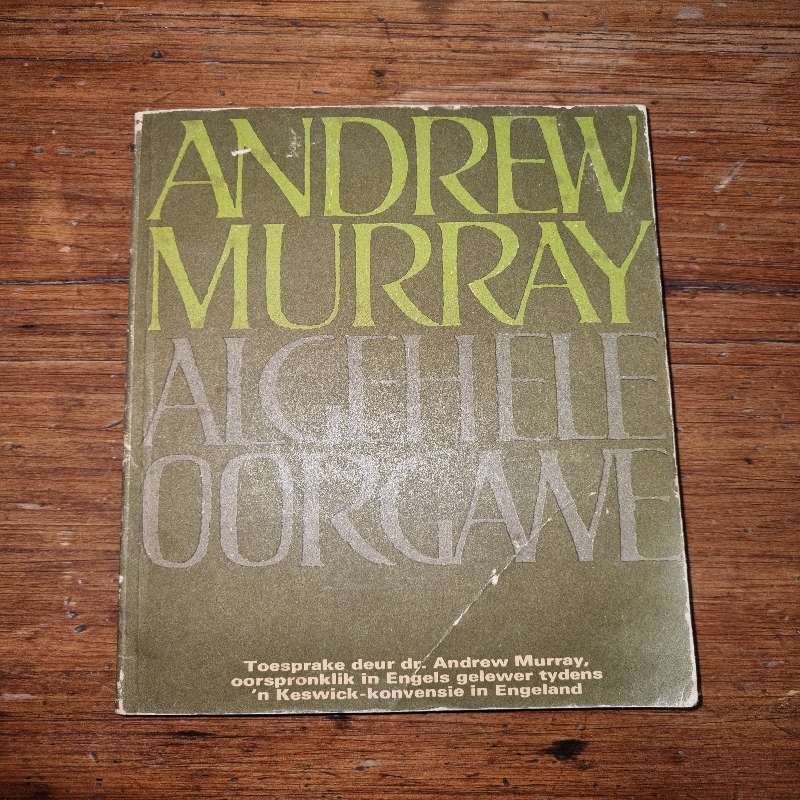 ANDREW
MURRAY
ALGEHELE
OORGAWE
Toesprake deur dr. Andrew Murray,
oorspronklik in Engels gelewer tydens
'n Keswick-konvensie in Engeland